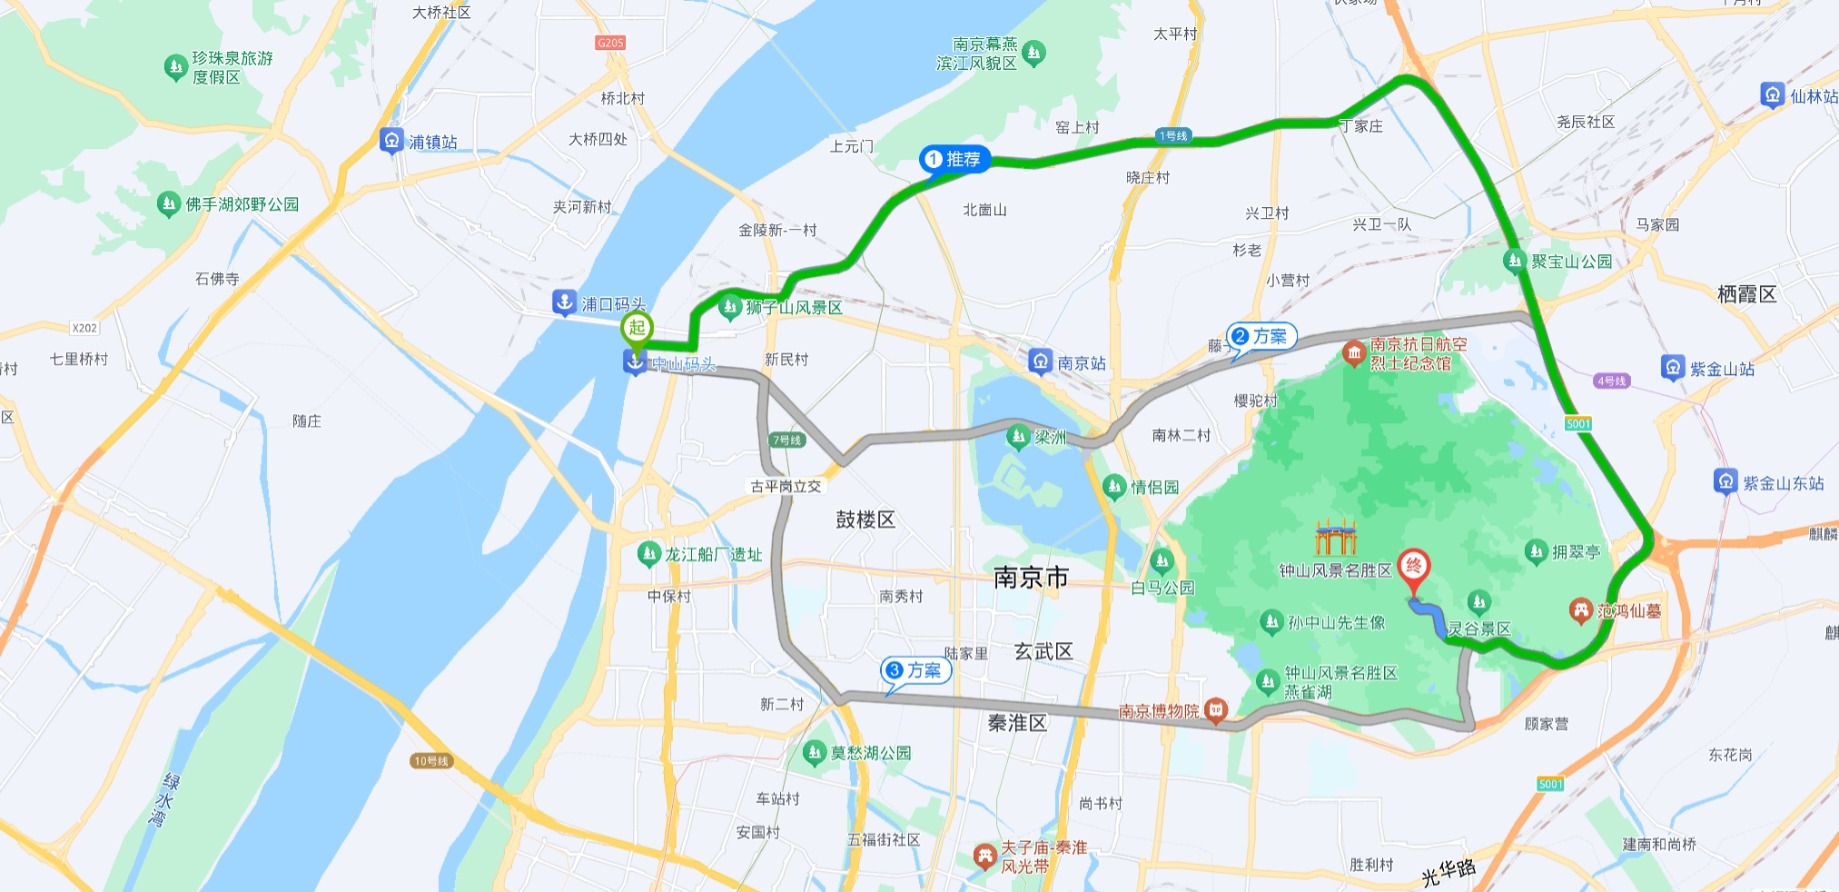 大桥社区
G205
太平村
南京幕燕
滨江风貌区
珍珠泉旅游
度假区
桥北村
仙林站
浦镇站
大桥四处
上元门
窑上村
1号线
丁家庄
尧辰社区
1 推荐
晓庄村
佛手湖郊野公园
夹河新村
金陵新-一村
北崮山
兴卫村
兴卫一队
马家园
杉老
聚宝山公园
石佛寺
小营村
栖霞区
浦口码头
狮子山风景区
起
X202
2 方案
南京抗日航空
烈士纪念馆
七里桥村
中山码头
新民村
南京站
紫金山站
4号线
樱驼村
随庄
S001
7号线
梁洲
南林二村
古平岗立交
情侣园
紫金山东站
鼓楼区
麒麟
龙江船厂遗址
拥翠亭
终
钟山风景名胜区
南京市
白马公园
中保村
南秀村
范鸿仙墓
孙中山先生像
灵谷景区
陆家里
玄武区
3 方案
钟山风景名胜区
燕雀湖
新二村
南京博物院
秦淮区
顾家营
莫愁湖公园
东花岗
10号线
绿水湾
S001
车站村
尚书村
安国村
五福街社区
建南和尚桥
夫子庙-秦淮
风光带
胜利村
光华路